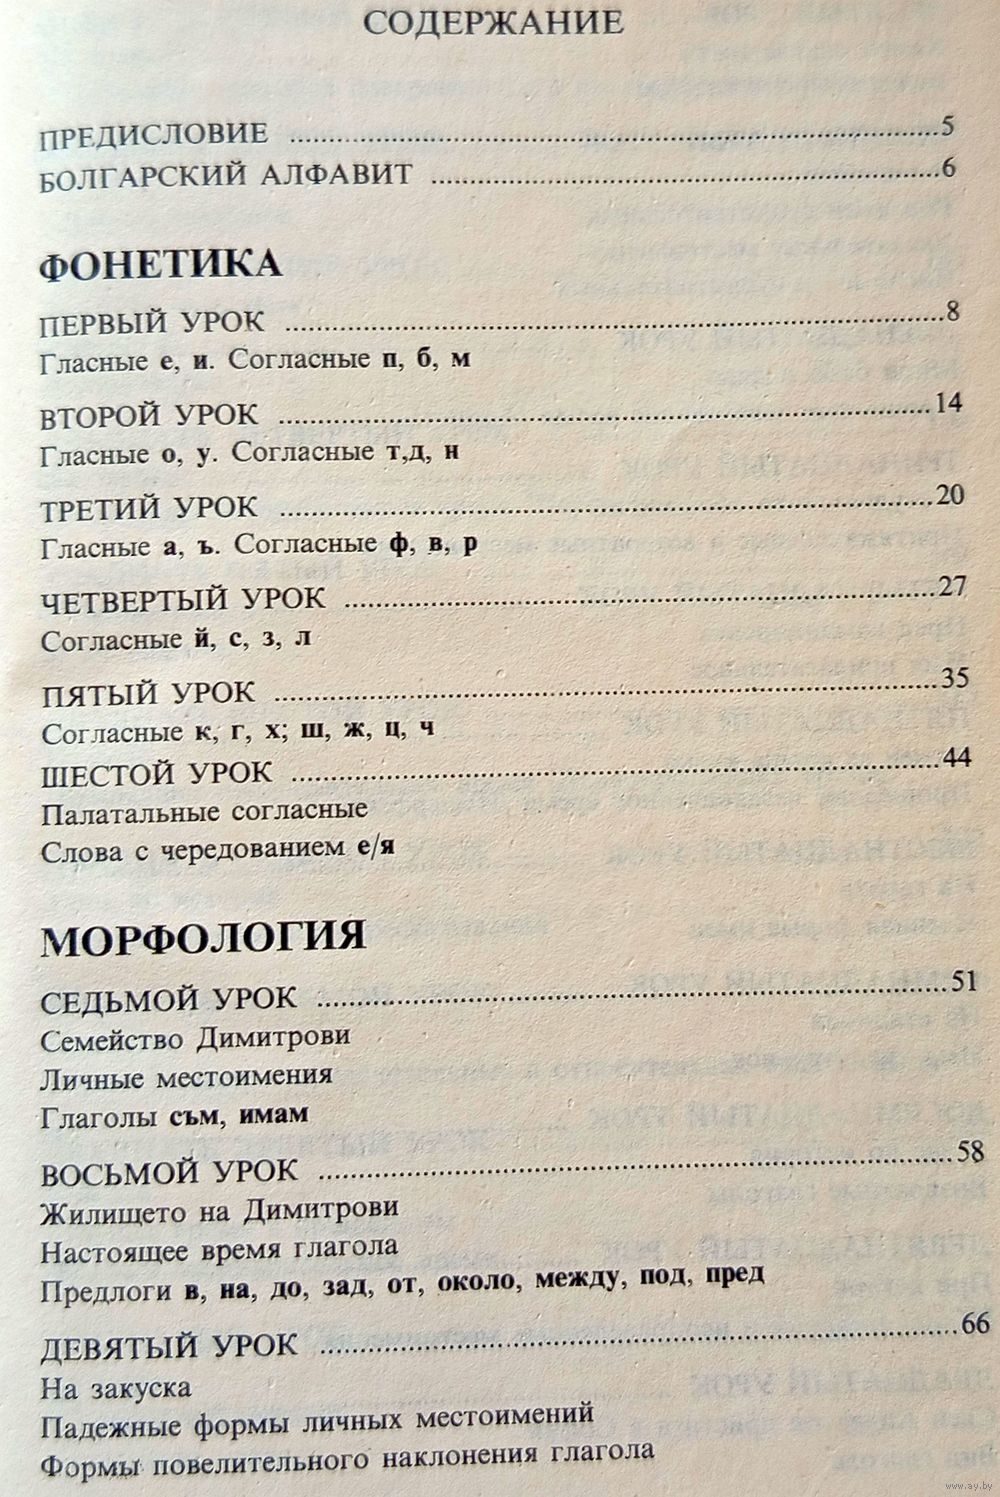 СОДЕРЖАНИЕ
ПРЕДИСЛОВИЕ ........ 5
БОЛГАРСКИЙ АЛФАВИТ ........ 6
ФОНЕТИКА
ПЕРВЫЙ УРОК ........ 8
Гласные е, и. Согласные п, б, м
ВТОРОЙ УРОК ........ 14
Гласные о, у. Согласные т,д, н
ТРЕТИЙ УРОК ........ 20
Гласные а, ъ. Согласные ф, в, р
ЧЕТВЕРТЫЙ УРОК ........ 27
Согласные й, с, з, л
ПЯТЫЙ УРОК ........ 35
Согласные к, г, х; ш, ж, ц, ч
ШЕСТОЙ УРОК ........ 44
Палатальные согласные
Слова с чередованием е/я
МОРФОЛОГИЯ
СЕДЬМОЙ УРОК ........ 51
Семейство Димитрови
Личные местоимения
Глаголы съм, имам
ВОСЬМОЙ УРОК ........ 58
Жилището на Димитрови
Настоящее время глагола
Предлоги в, на, до, зад, от, около, между, под, пред
ДЕВЯТЫЙ УРОК ........ 66
На закуска
Падежные формы личных местоимений
Формы повелительного наклонения глагола
www.ay.by